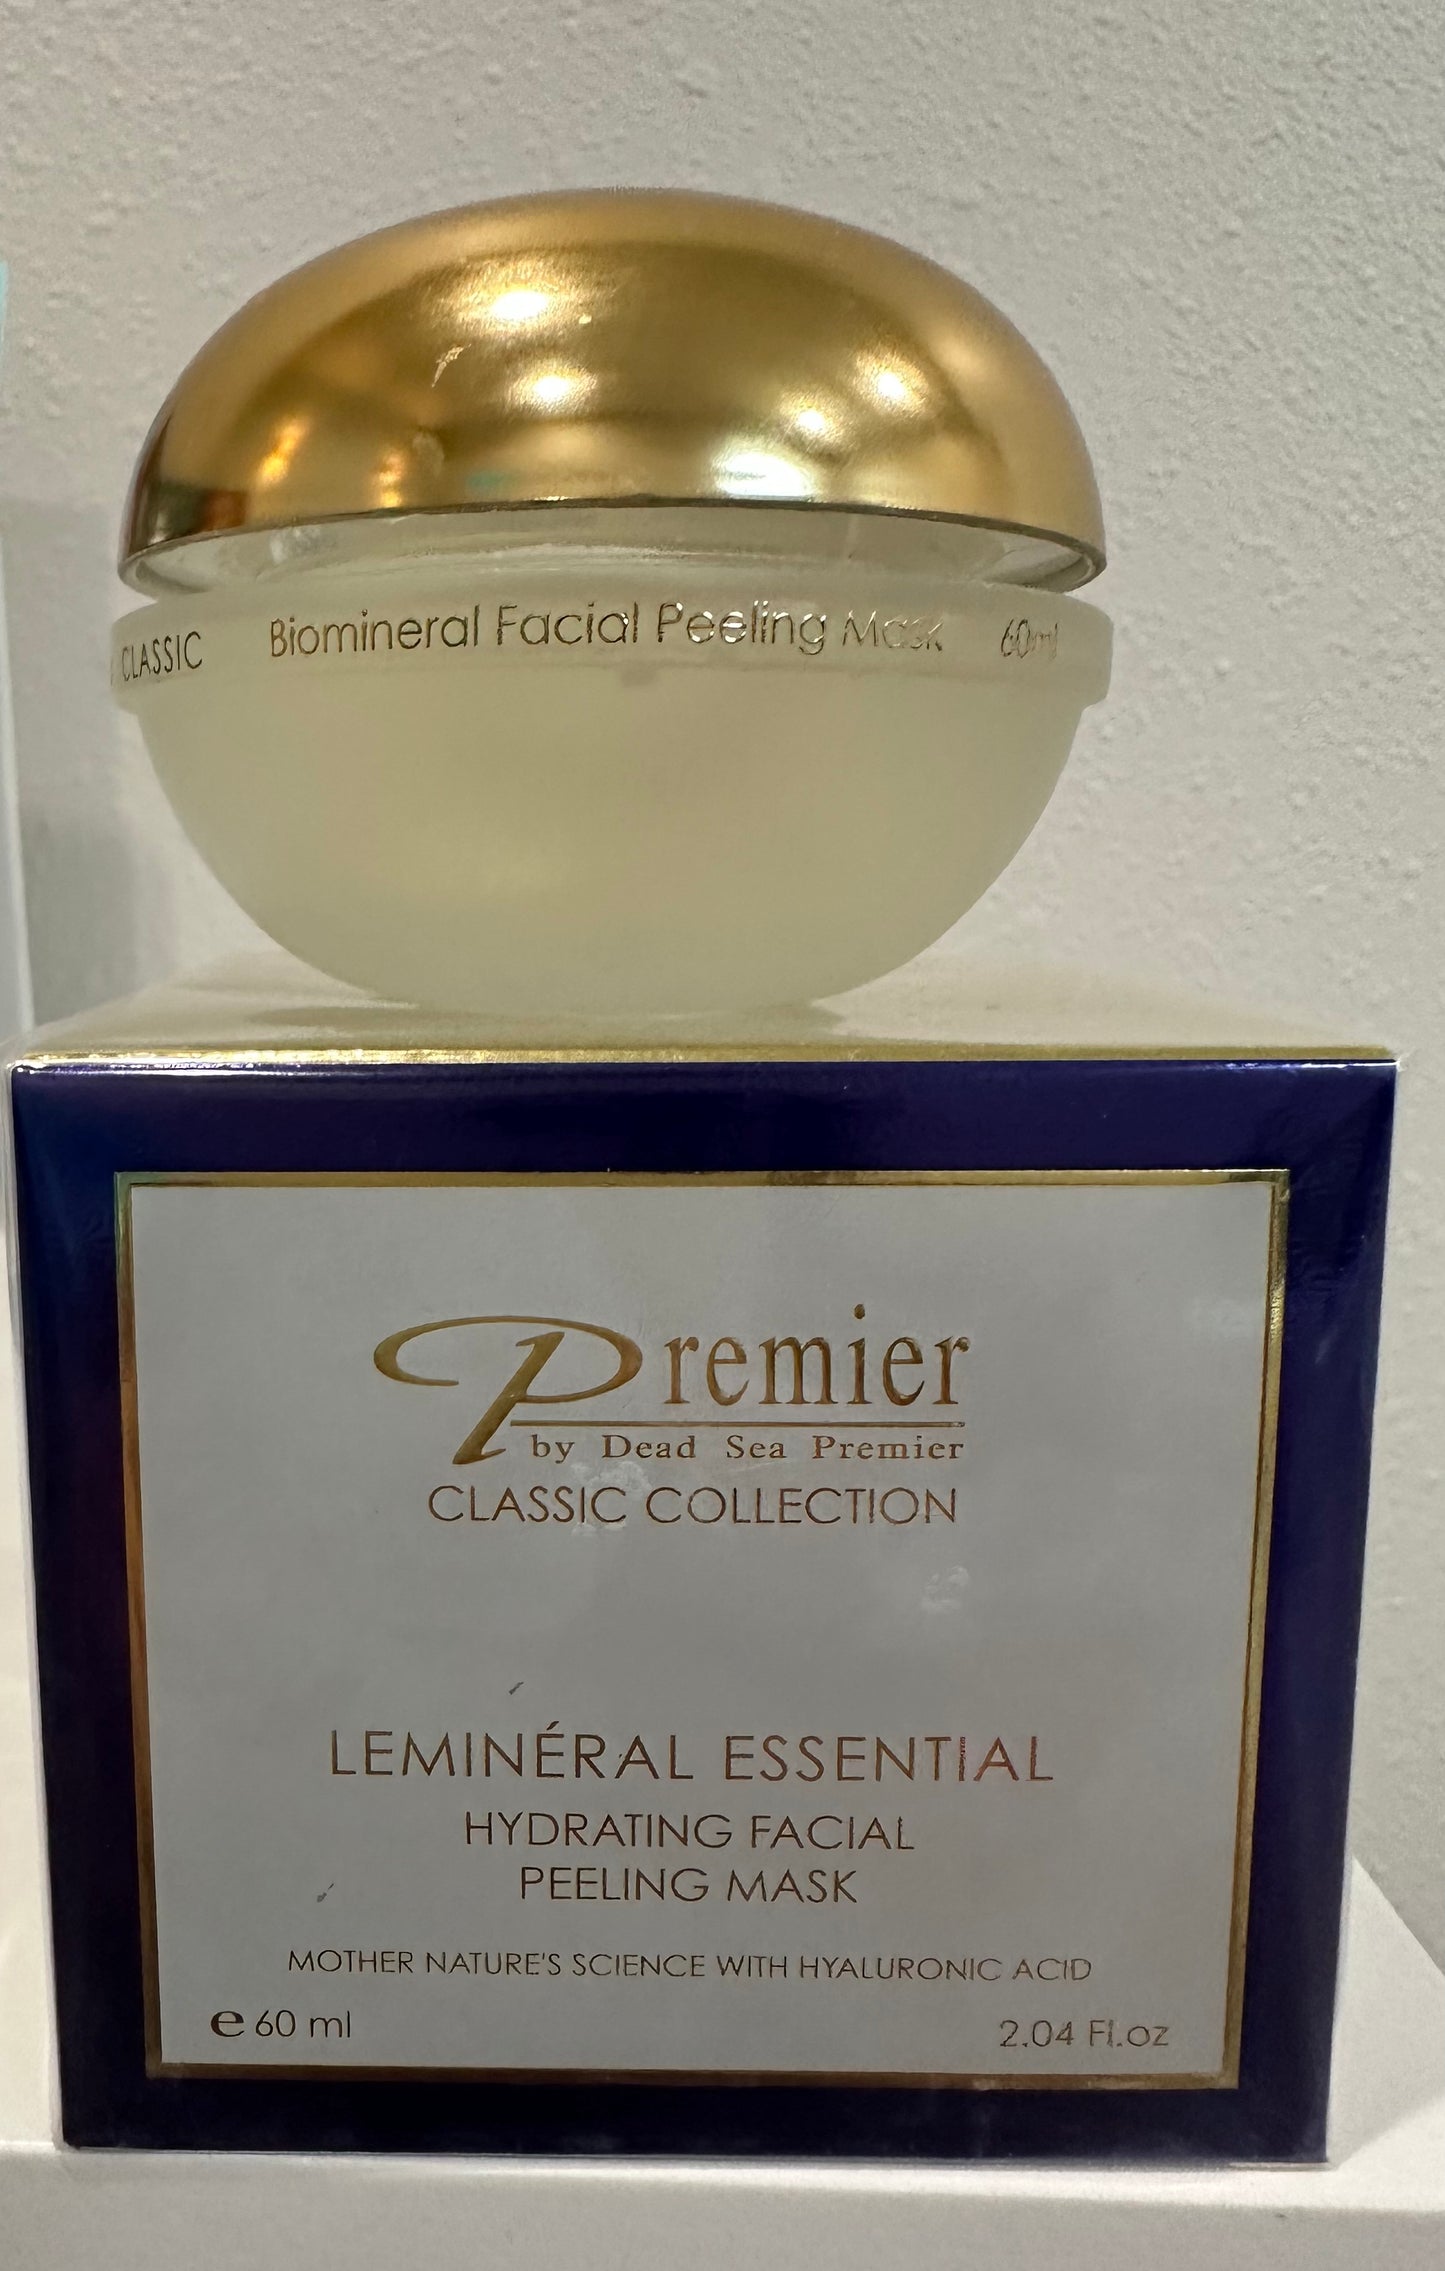 CLASSIC Biomineral Facial Peeling Mask 60ml
Premier
by Dead Sea Premier
CLASSIC COLLECTION
LEMINÉRAL ESSENTIAL
HYDRATING FACIAL
PEELING MASK
MOTHER NATURE'S SCIENCE WITH HYALURONIC ACID
e 60 ml 2.04 Fl.oz